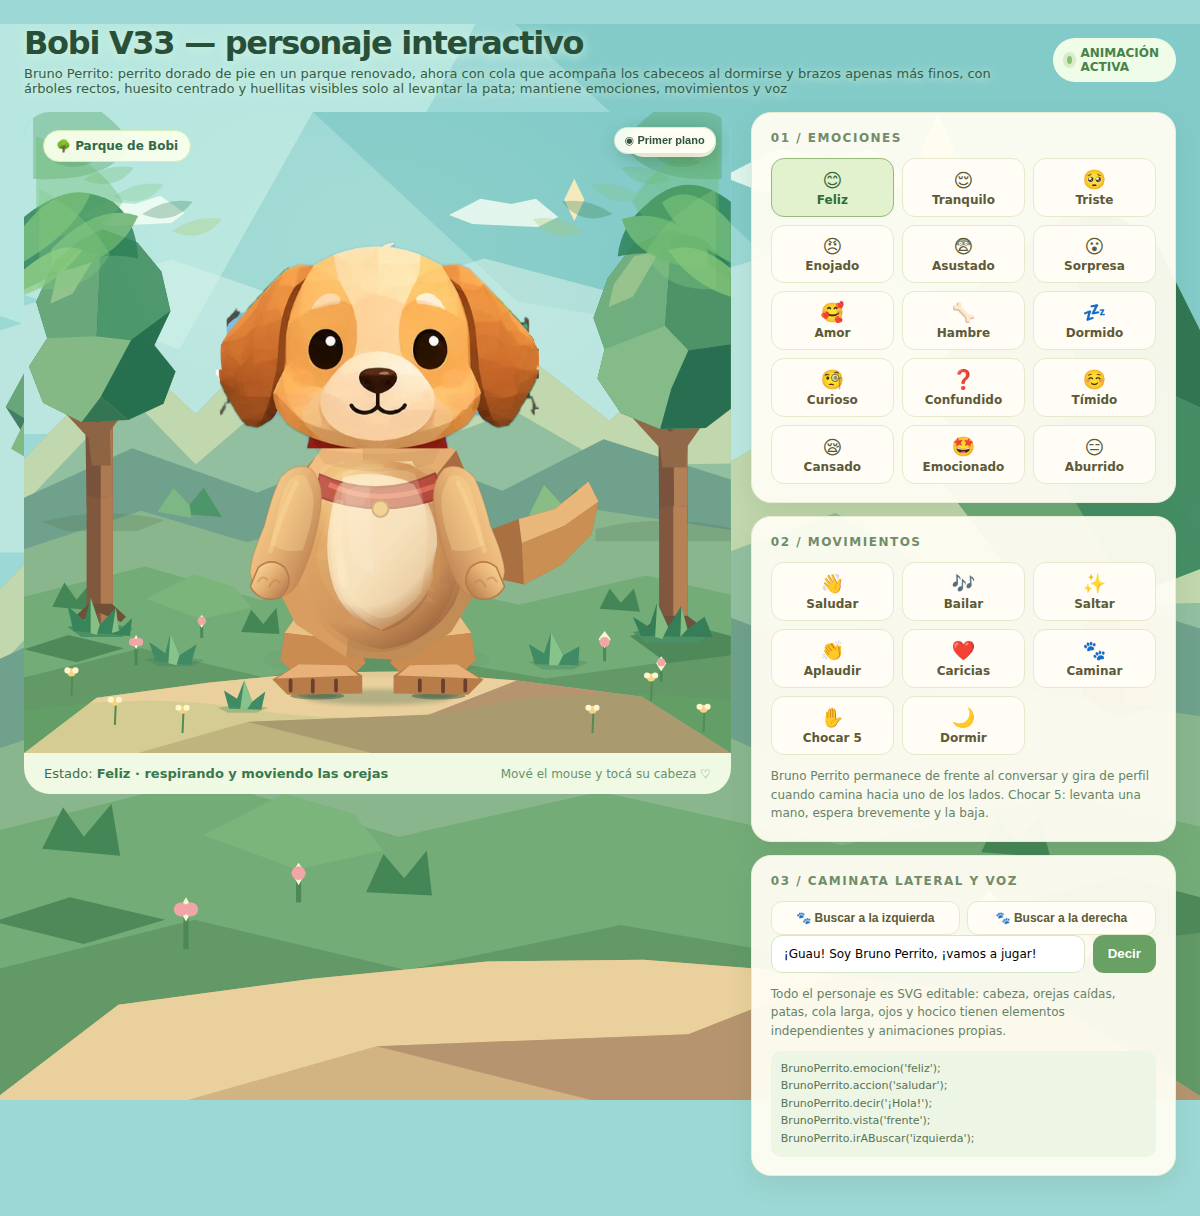 Bobi V33 — personaje interactivo
Bruno Perrito: perrito dorado de pie en un parque renovado, ahora con cola que acompaña los cabeceos al dormirse y brazos apenas más finos, con
árboles rectos, huesito centrado y huellitas visibles solo al levantar la pata; mantiene emociones, movimientos y voz
ANIMACIÓN
ACTIVA
Parque de Bobi
◉ Primer plano
Estado: Feliz · respirando y moviendo las orejas
Mové el mouse y tocá su cabeza ♡
01 / EMOCIONES
Feliz
Tranquilo
Triste
Enojado
Asustado
Sorpresa
Amor
Hambre
Dormido
Curioso
Confundido
Tímido
Cansado
Emocionado
Aburrido
02 / MOVIMIENTOS
Saludar
Bailar
Saltar
Aplaudir
Caricias
Caminar
Chocar 5
Dormir
Bruno Perrito permanece de frente al conversar y gira de perfil
cuando camina hacia uno de los lados. Chocar 5: levanta una
mano, espera brevemente y la baja.
03 / CAMINATA LATERAL Y VOZ
Buscar a la izquierda
Buscar a la derecha
¡Guau! Soy Bruno Perrito, ¡vamos a jugar!
Decir
Todo el personaje es SVG editable: cabeza, orejas caídas,
patas, cola larga, ojos y hocico tienen elementos
independientes y animaciones propias.
BrunoPerrito.emocion('feliz');
BrunoPerrito.accion('saludar');
BrunoPerrito.decir('¡Hola!');
BrunoPerrito.vista('frente');
BrunoPerrito.irABuscar('izquierda');